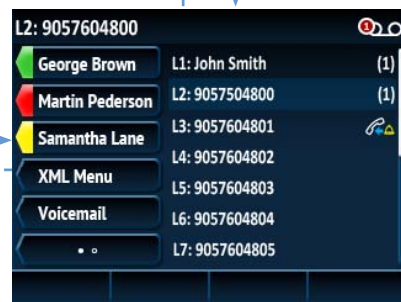 L2: 9057604800
1
George Brown
Martin Pederson
Samantha Lane
XML Menu
Voicemail
L1: John Smith (1)
L2: 9057504800 (1)
L3: 9057604801
L4: 9057604802
L5: 9057604803
L6: 9057604804
L7: 9057604805